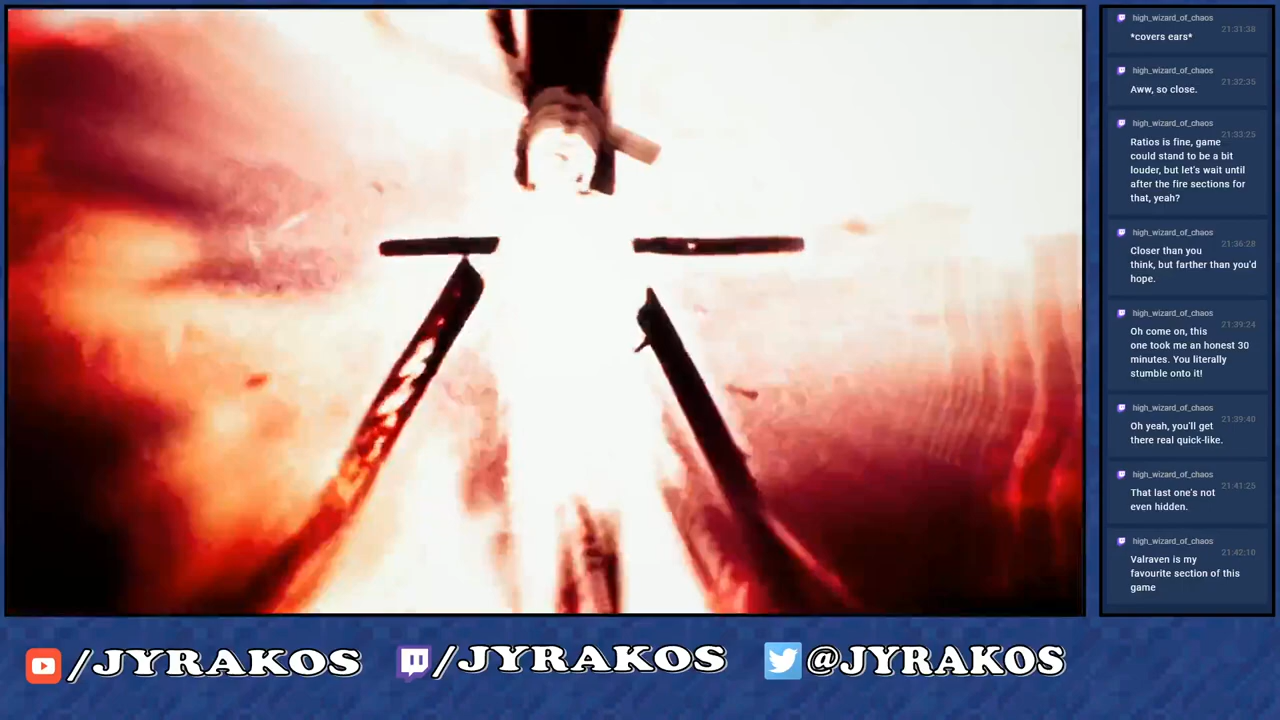 high_wizard_of_chaos
21:31:38
*covers ears*
high_wizard_of_chaos
21:32:35
Aww, so close.
high_wizard_of_chaos
21:33:25
Ratios is fine, game
could stand to be a bit
louder, but let's wait until
after the fire sections for
that, yeah?
high_wizard_of_chaos
21:36:28
Closer than you
think, but farther than you'd
hope.
high_wizard_of_chaos
21:39:24
Oh come on, this
one took me an honest 30
minutes. You literally
stumble onto it!
high_wizard_of_chaos
21:39:40
Oh yeah, you'll get
there real quick-like.
high_wizard_of_chaos
21:41:25
That last one's not
even hidden.
high_wizard_of_chaos
21:42:10
Valraven is my
favourite section of this
game
/JYRAKOS
/JYRAKOS
@JYRAKOS